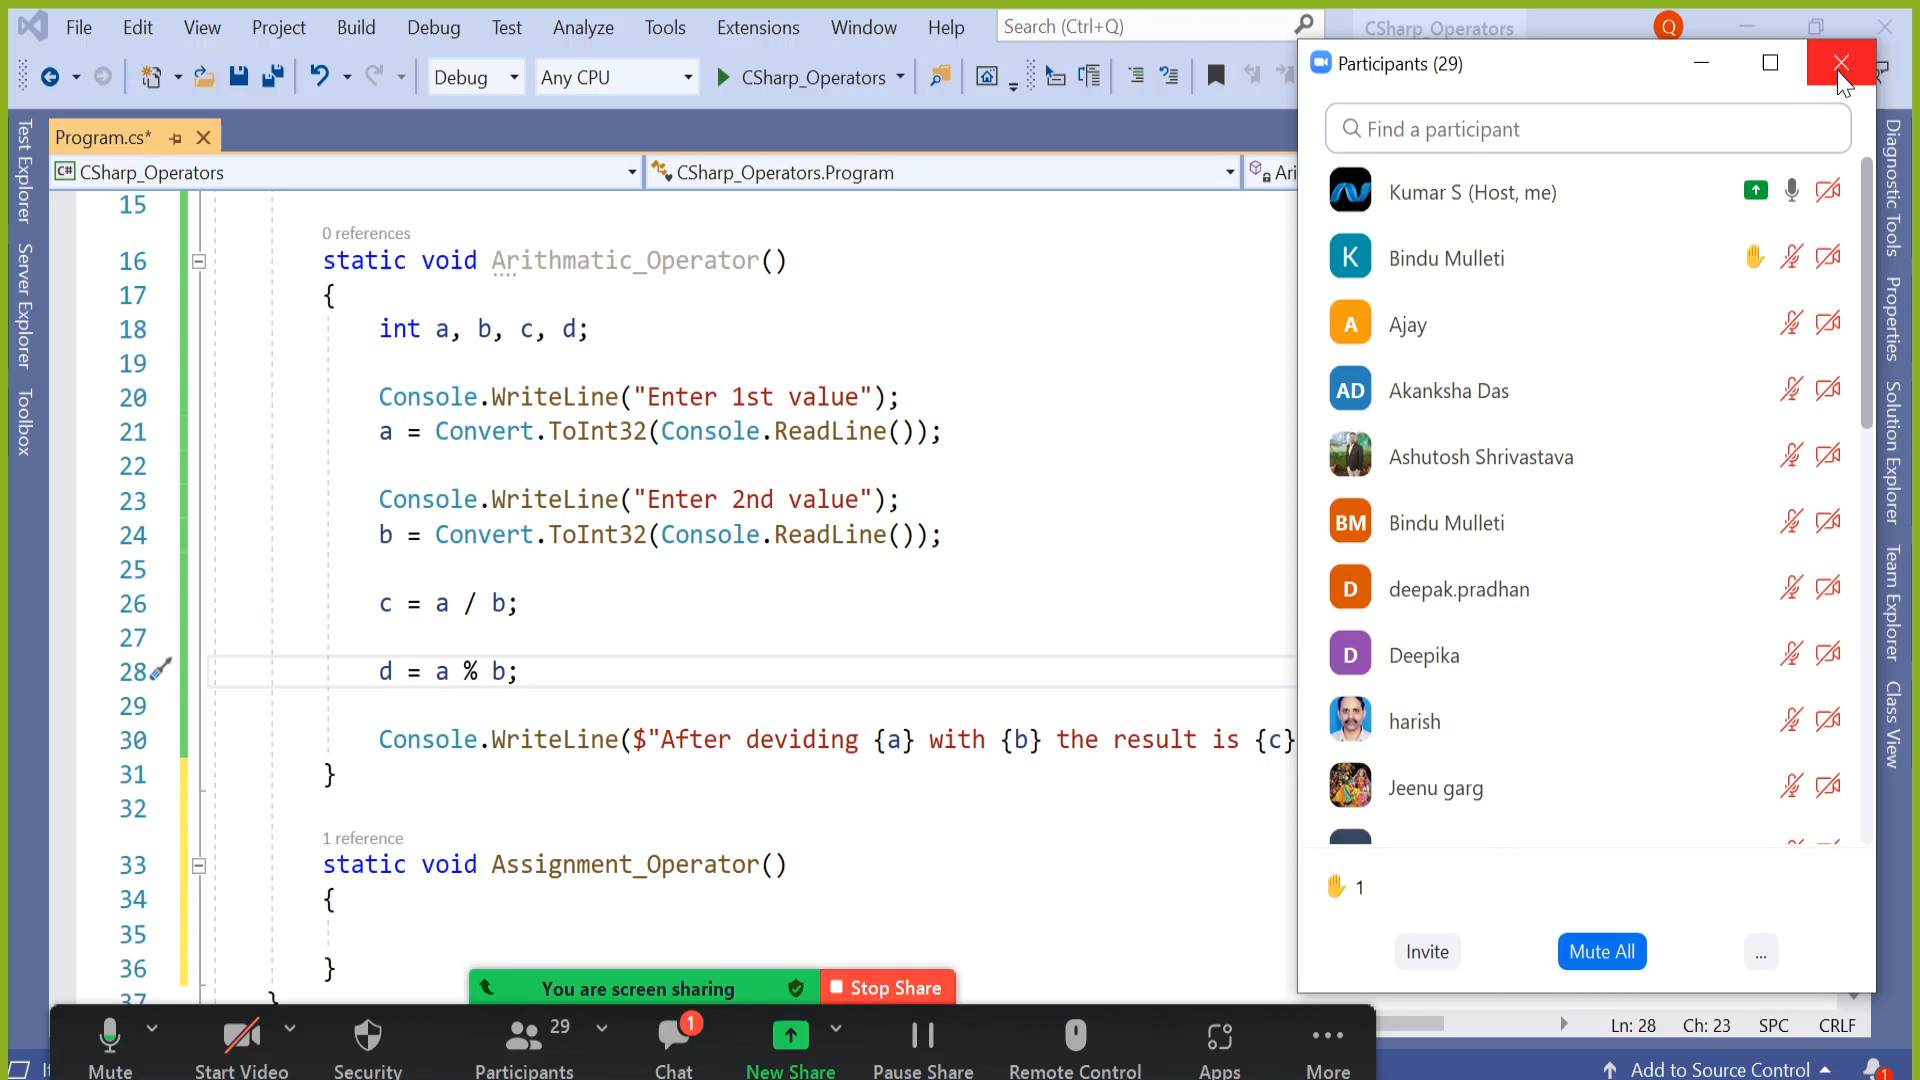 File Edit View Project Build Debug Test Analyze Tools Extensions Window Help Search (Ctrl+Q) CSharp_Operators Q
Debug Any CPU CSharp_Operators
Participants (29)
Find a participant
Kumar S (Host, me)
K Bindu Mulleti
A Ajay
AD Akanksha Das
Ashutosh Shrivastava
BM Bindu Mulleti
D deepak.pradhan
D Deepika
harish
Jeenu garg
1
Invite Mute All ...
Test Explorer Server Explorer Toolbox
Program.cs*
C# CSharp_Operators CSharp_Operators.Program Ari
15
0 references
16 static void Arithmatic_Operator()
17 {
18 int a, b, c, d;
19
20 Console.WriteLine("Enter 1st value");
21 a = Convert.ToInt32(Console.ReadLine());
22
23 Console.WriteLine("Enter 2nd value");
24 b = Convert.ToInt32(Console.ReadLine());
25
26 c = a / b;
27
28 d = a % b;
29
30 Console.WriteLine($"After deviding {a} with {b} the result is {c}
31 }
32
1 reference
33 static void Assignment_Operator()
34 {
35
36 }
37 }
Diagnostic Tools Properties Solution Explorer Team Explorer Class View
You are screen sharing Stop Share
Ln: 28 Ch: 23 SPC CRLF
29 1
Mute Start Video Security Participants Chat New Share Pause Share Remote Control Apps More
Add to Source Control 1